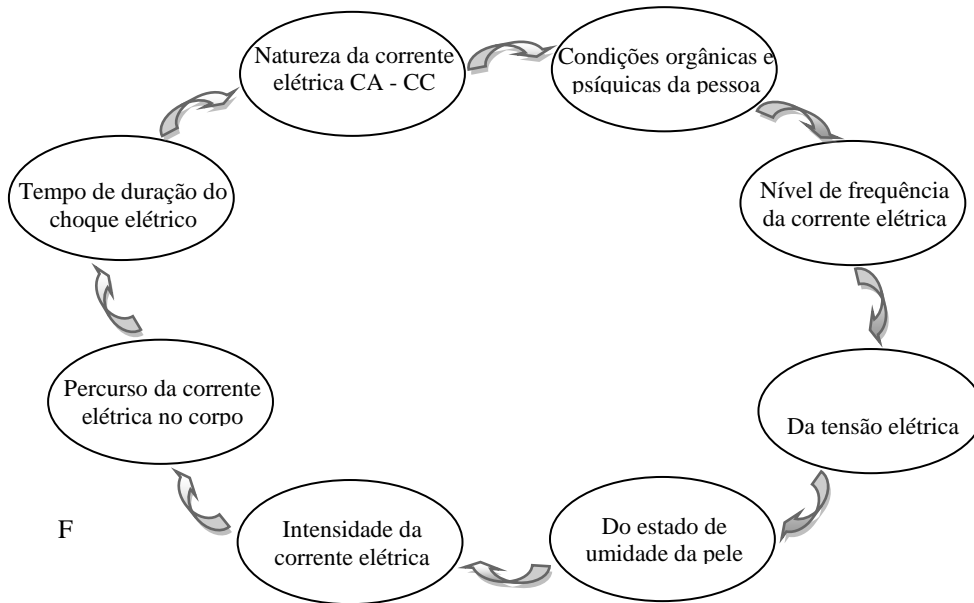 Natureza da corrente
elétrica CA - CC
Condições orgânicas e
psíquicas da pessoa
Nível de frequência
da corrente elétrica
Da tensão elétrica
Do estado de
umidade da pele
Intensidade da
corrente elétrica
Percurso da corrente
elétrica no corpo
Tempo de duração do
choque elétrico
F